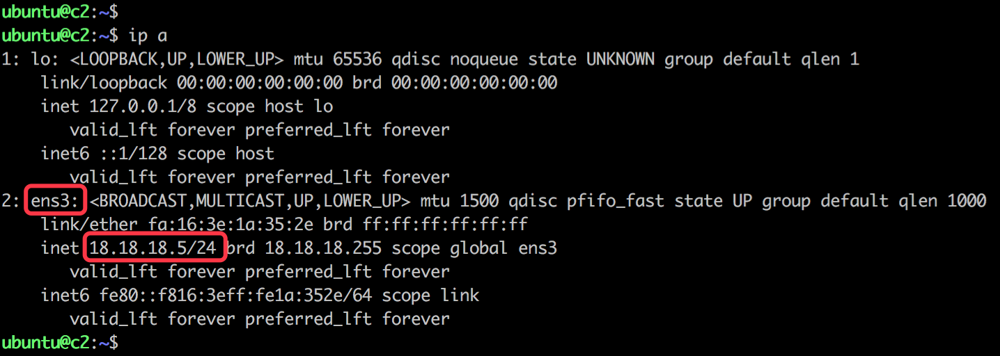 ubuntu@c2:~$
ubuntu@c2:~$ ip a
1: lo: <LOOPBACK,UP,LOWER_UP> mtu 65536 qdisc noqueue state UNKNOWN group default qlen 1
    link/loopback 00:00:00:00:00:00 brd 00:00:00:00:00:00
    inet 127.0.0.1/8 scope host lo
       valid_lft forever preferred_lft forever
    inet6 ::1/128 scope host
       valid_lft forever preferred_lft forever
2: ens3: <BROADCAST,MULTICAST,UP,LOWER_UP> mtu 1500 qdisc pfifo_fast state UP group default qlen 1000
    link/ether fa:16:3e:1a:35:2e brd ff:ff:ff:ff:ff:ff
    inet 18.18.18.5/24 brd 18.18.18.255 scope global ens3
       valid_lft forever preferred_lft forever
    inet6 fe80::f816:3eff:fe1a:352e/64 scope link
       valid_lft forever preferred_lft forever
ubuntu@c2:~$